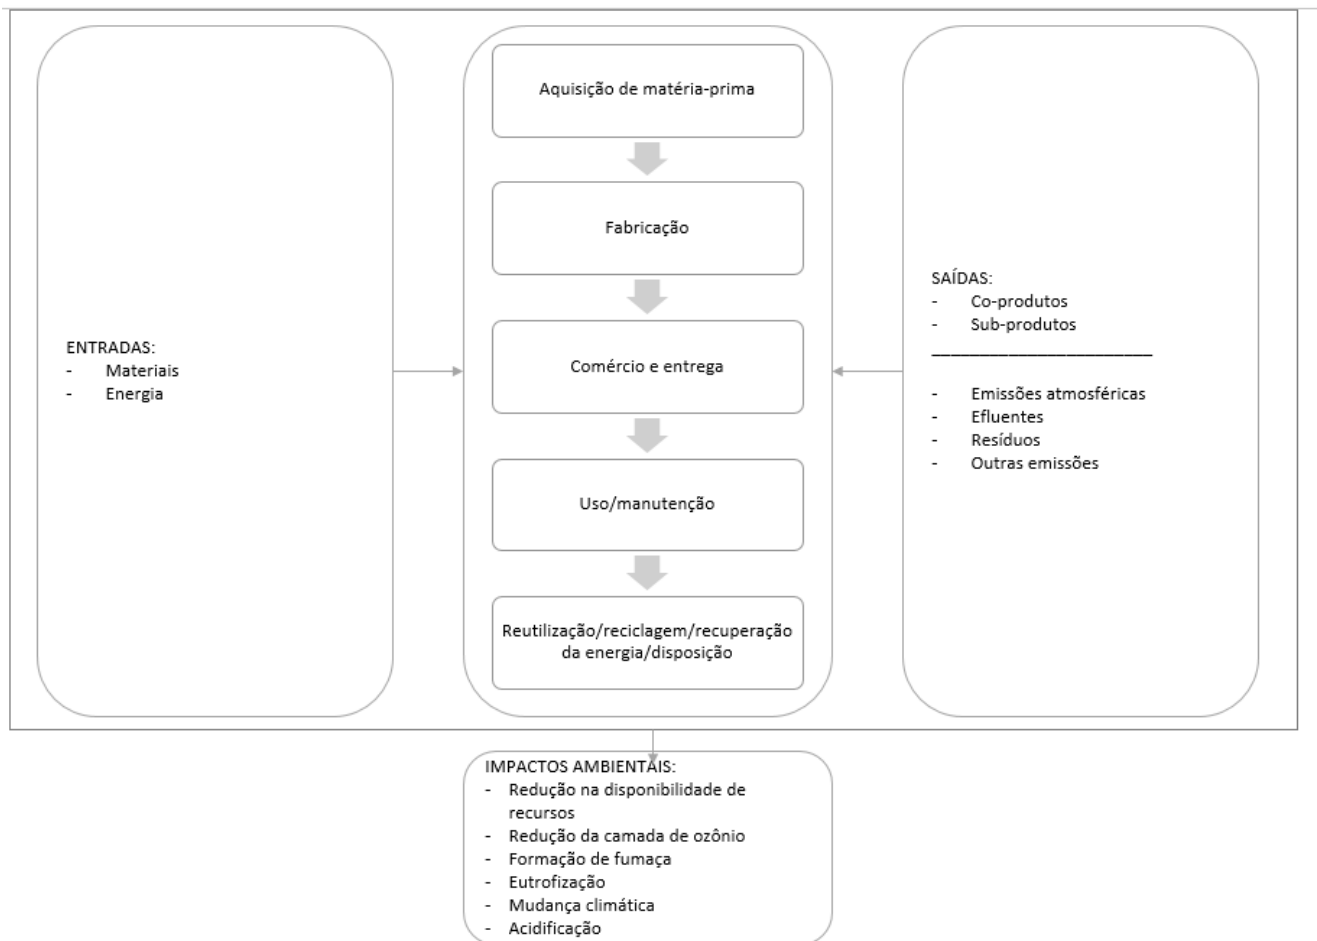 Aquisição de matéria-prima
Fabricação
Comércio e entrega
Uso/manutenção
Reutilização/reciclagem/recuperação
da energia/disposição
ENTRADAS:
- Materiais
- Energia
SAÍDAS:
- Co-produtos
- Sub-produtos
- Emissões atmosféricas
- Efluentes
- Resíduos
- Outras emissões
IMPACTOS AMBIENTAIS:
- Redução na disponibilidade de
recursos
- Redução da camada de ozônio
- Formação de fumaça
- Eutrofização
- Mudança climática
- Acidificação